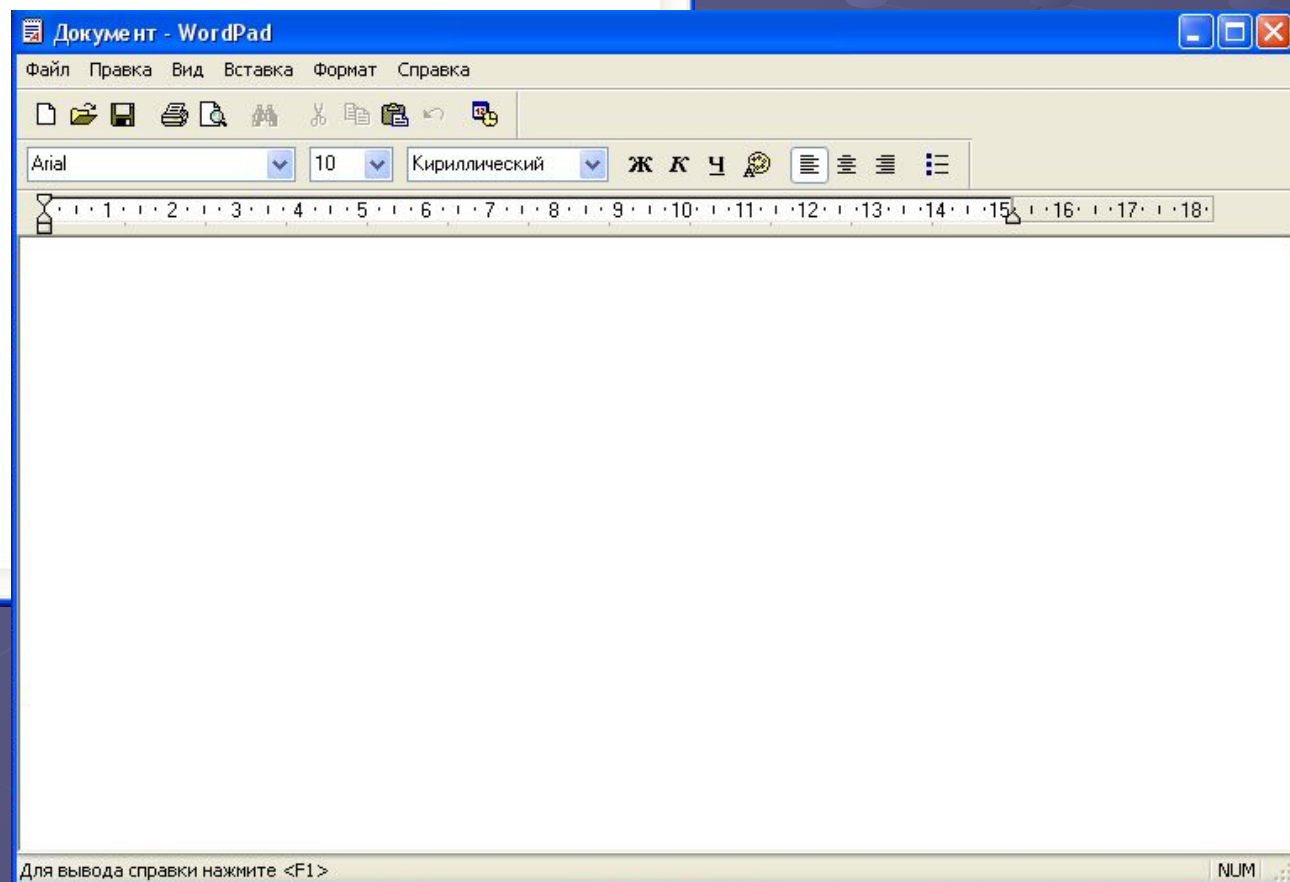 Документ - WordPad
Файл Правка Вид Вставка Формат Справка
Arial 10 Кириллический Ж К Ч
1 2 3 4 5 6 7 8 9 10 11 12 13 14 15 16 17 18
Для вывода справки нажмите <F1> NUM